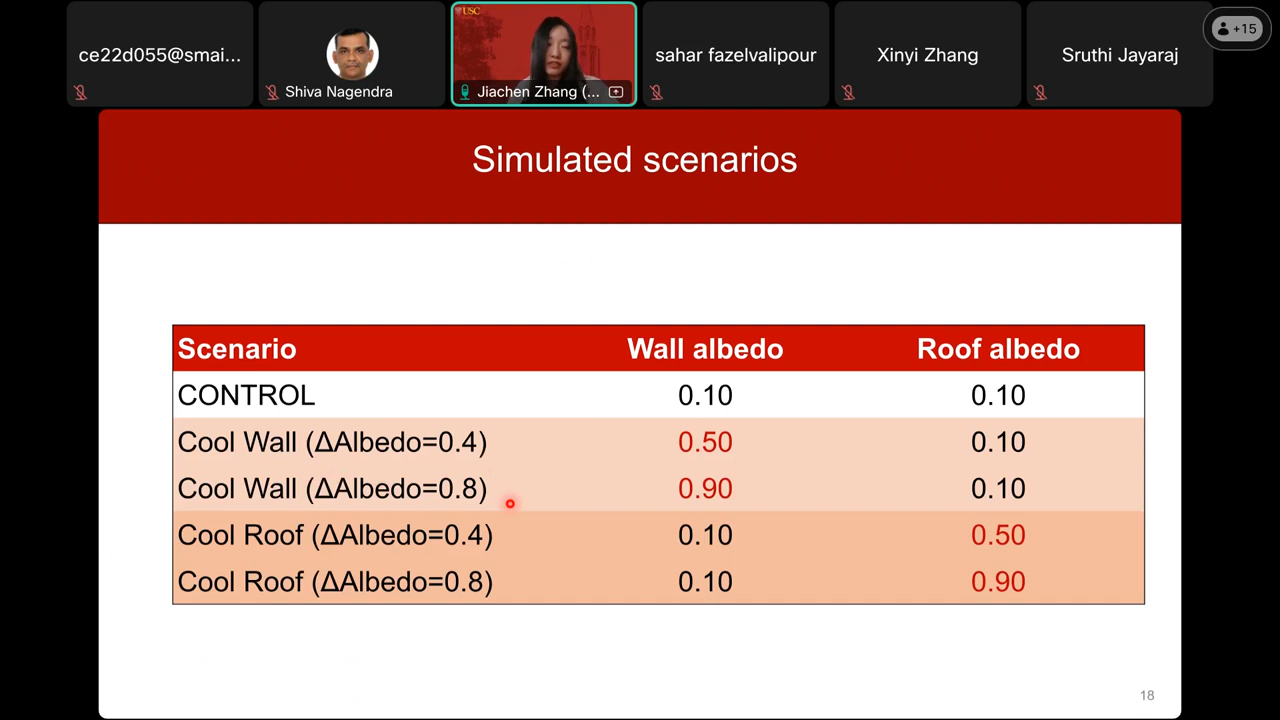 USC
+15
ce22d055@smai...
Shiva Nagendra
Jiachen Zhang (...
sahar fazelvalipour
Xinyi Zhang
Sruthi Jayaraj
Simulated scenarios
Scenario Wall albedo Roof albedo
CONTROL 0.10 0.10
Cool Wall (ΔAlbedo=0.4) 0.50 0.10
Cool Wall (ΔAlbedo=0.8) 0.90 0.10
Cool Roof (ΔAlbedo=0.4) 0.10 0.50
Cool Roof (ΔAlbedo=0.8) 0.10 0.90
18